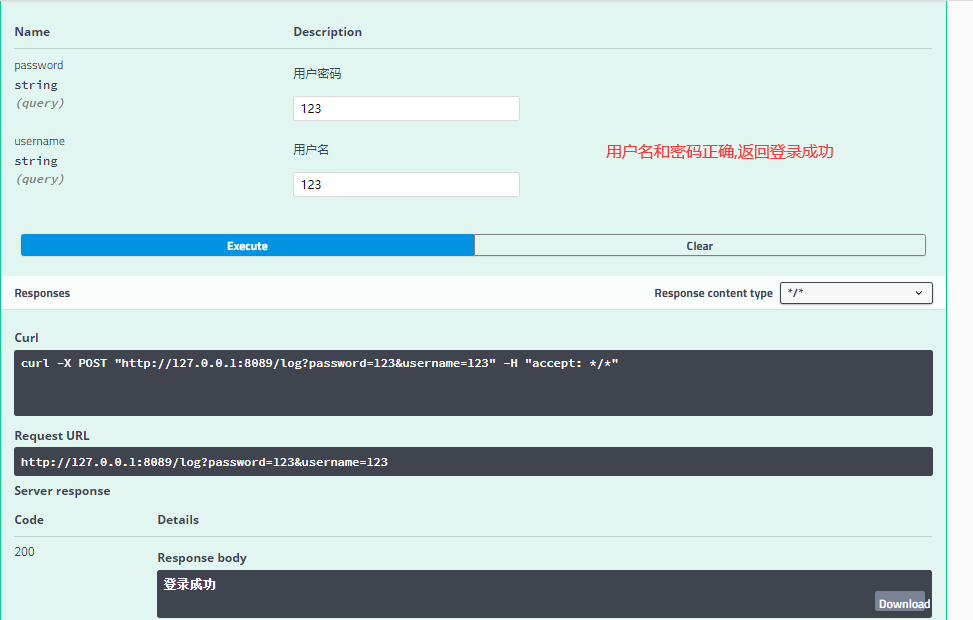 Name Description
password
string
(query)
用户密码
123
username
string
(query)
用户名
123
用户名和密码正确,返回登录成功
Execute Clear
Responses Response content type */*
Curl
curl -X POST "http://127.0.0.1:8089/log?password=123&username=123" -H "accept: */*"
Request URL
http://127.0.0.1:8089/log?password=123&username=123
Server response
Code Details
200
Response body
登录成功
Download